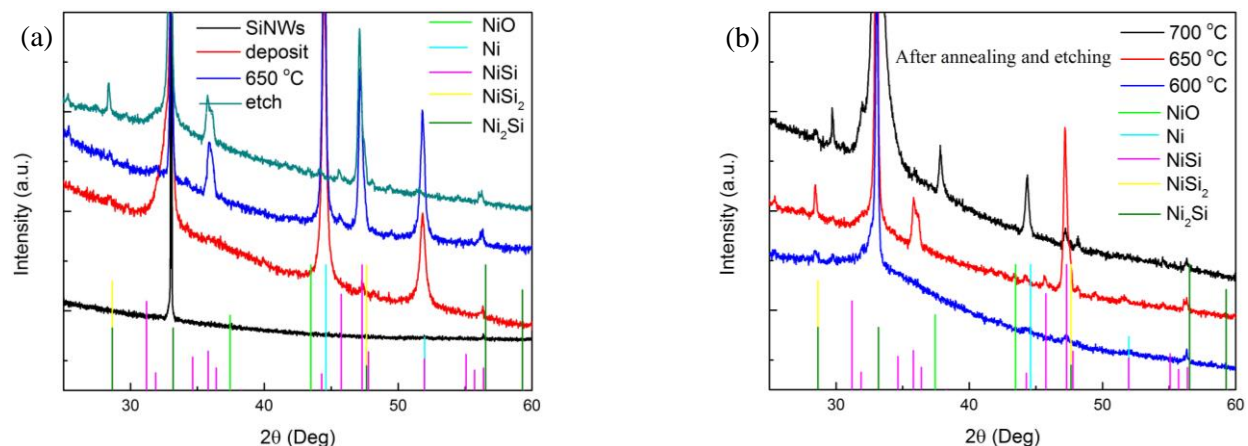 (a)
SiNWs
deposit
650 °C
etch
NiO
Ni
NiSi
NiSi2
Ni2Si
Intensity (a.u.)
30 40 50 60
2θ (Deg)
(b)
After annealing and etching
700 °C
650 °C
600 °C
NiO
Ni
NiSi
NiSi2
Ni2Si
Intensity (a.u.)
30 40 50 60
2θ (Deg)